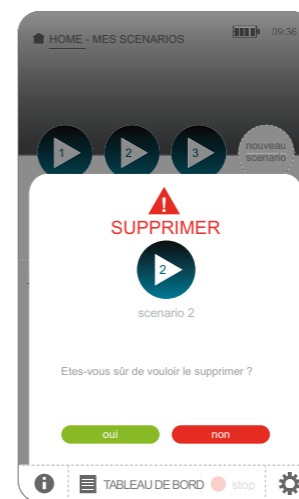 HOME - MES SCENARIOS
09:36
1
2
3
nouveau
scenario
!
SUPPRIMER
2
scenario 2
Etes-vous sûr de vouloir le supprimer ?
oui
non
i
TABLEAU DE BORD
stop